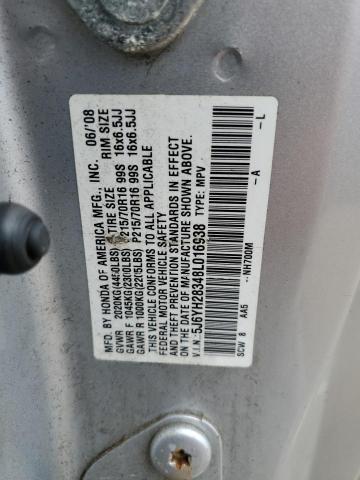 MFD. BY HONDA OF AMERICA MFG., INC. 06/'08
TIRE SIZE RIM SIZE
GVWR 2020KG(4450LBS)
GAWR F 1045KG(2300LBS) P215/70R16 99S 16x6.5JJ
GAWR R 1000KG(2205LBS) P215/70R16 99S 16x6.5JJ
THIS VEHICLE CONFORMS TO ALL APPLICABLE
FEDERAL MOTOR VEHICLE SAFETY AND
THEFT PREVENTION STANDARDS IN EFFECT
ON THE DATE OF MANUFACTURE SHOWN ABOVE.
V.I.N.: 5J6YH28348L016938 TYPE: MPV
SCW 8 AA5 NH700M -A -L